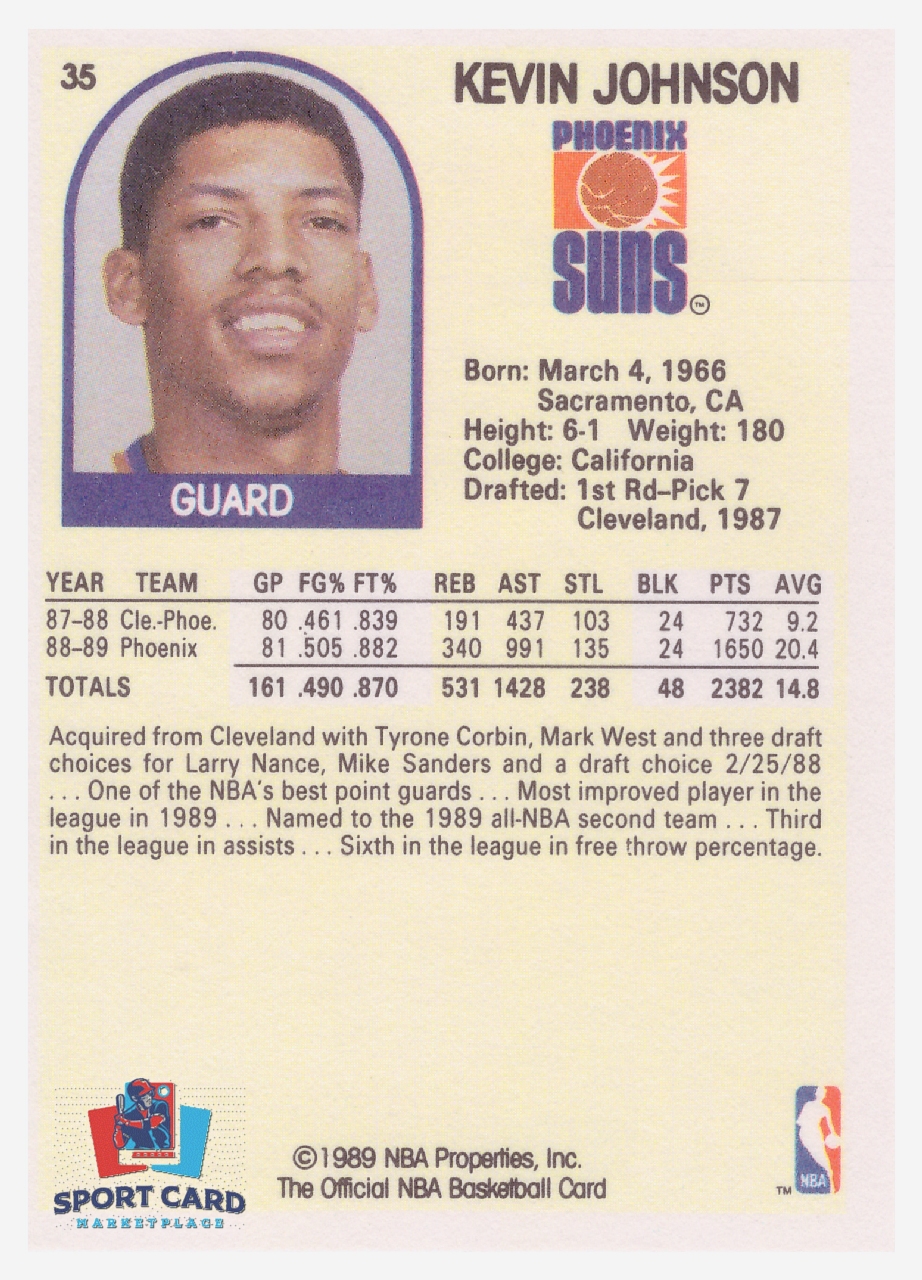 35
KEVIN JOHNSON
PHOENIX
SUNS
TM
Born: March 4, 1966
Sacramento, CA
Height: 6-1 Weight: 180
College: California
Drafted: 1st Rd–Pick 7
Cleveland, 1987
GUARD
YEAR TEAM GP FG% FT% REB AST STL BLK PTS AVG
87–88 Cle.-Phoe. 80 .461 .839 191 437 103 24 732 9.2
88–89 Phoenix 81 .505 .882 340 991 135 24 1650 20.4
TOTALS 161 .490 .870 531 1428 238 48 2382 14.8
Acquired from Cleveland with Tyrone Corbin, Mark West and three draft
choices for Larry Nance, Mike Sanders and a draft choice 2/25/88
. . . One of the NBA's best point guards . . . Most improved player in the
league in 1989 . . . Named to the 1989 all-NBA second team . . . Third
in the league in assists . . . Sixth in the league in free throw percentage.
SPORT CARD
MARKETPLACE
©1989 NBA Properties, Inc.
The Official NBA Basketball Card
TM
NBA